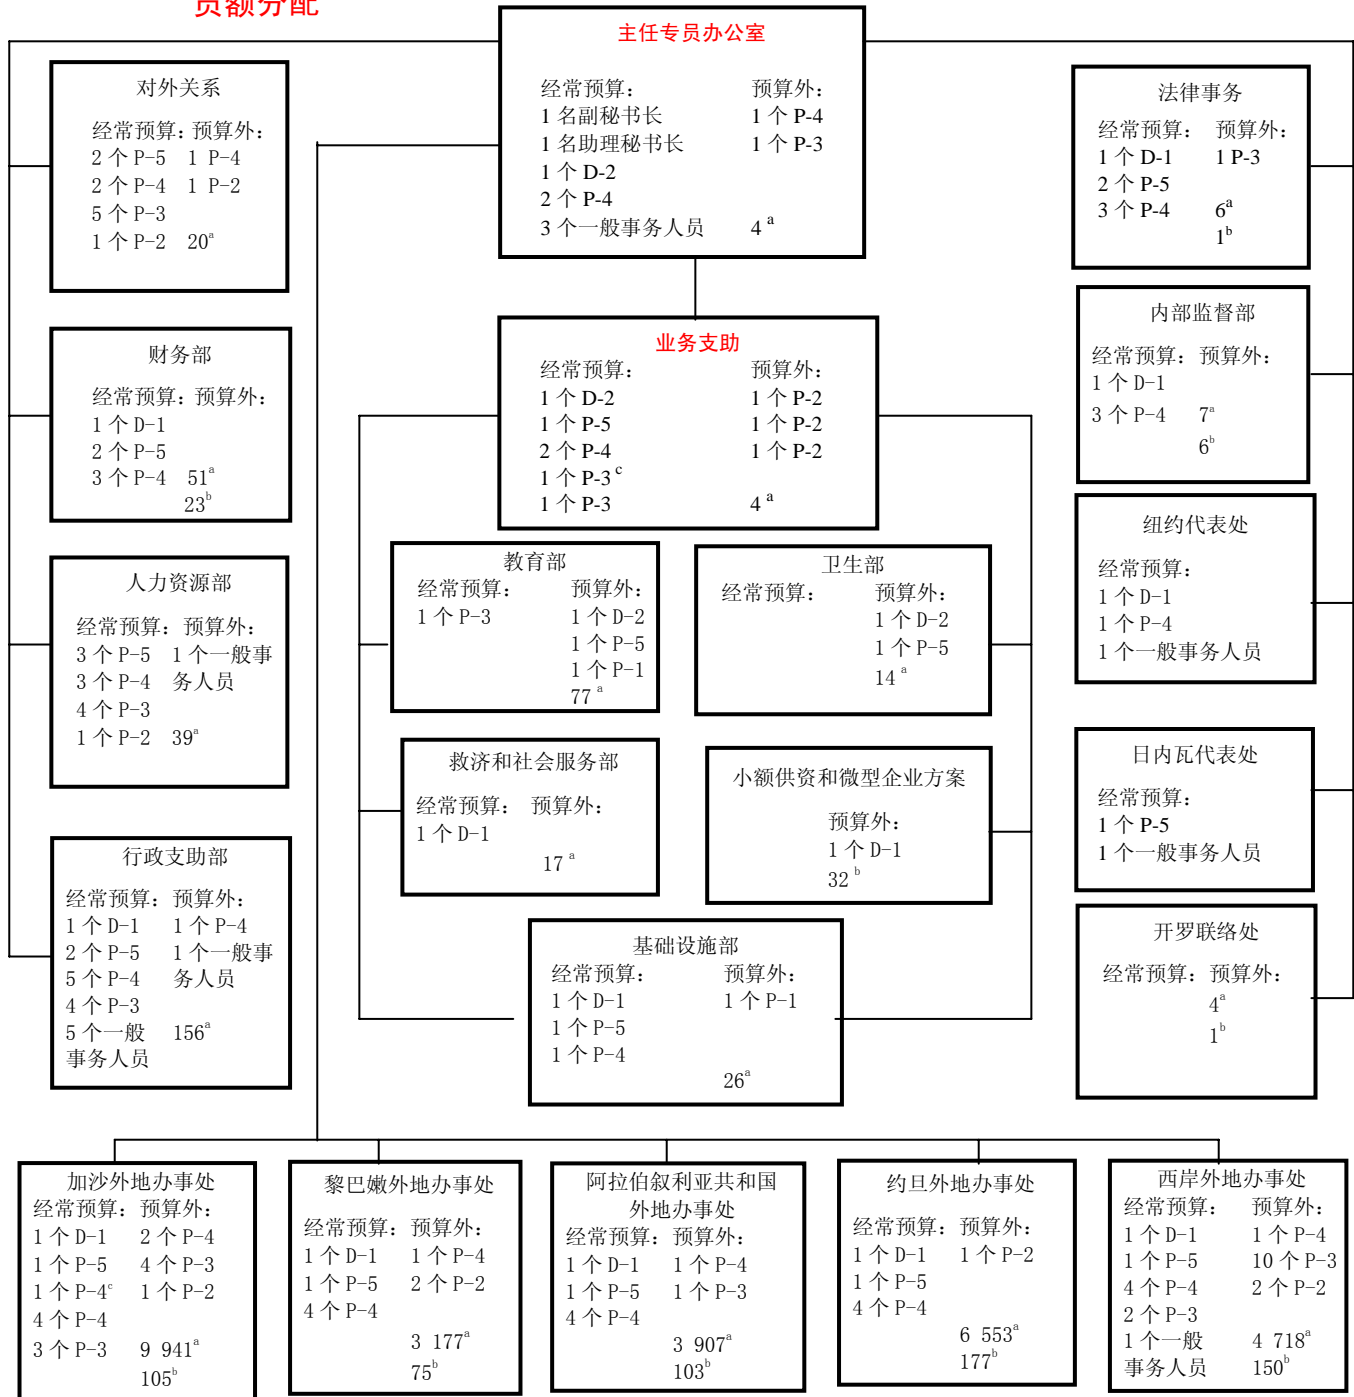 员额分配
主任专员办公室
经常预算： 预算外：
1 名副秘书长 1 个 P-4
1 名助理秘书长 1 个 P-3
1 个 D-2
2 个 P-4
3 个一般事务人员 4 a
对外关系
经常预算：预算外：
2 个 P-5 1 P-4
2 个 P-4 1 P-2
5 个 P-3
1 个 P-2 20a
财务部
经常预算：预算外：
1 个 D-1
2 个 P-5
3 个 P-4 51a
23b
人力资源部
经常预算：预算外：
3 个 P-5 1 个一般事
3 个 P-4 务人员
4 个 P-3
1 个 P-2 39a
行政支助部
经常预算：预算外：
1 个 D-1 1 个 P-4
2 个 P-5 1 个一般事
5 个 P-4 务人员
4 个 P-3
5 个一般 156a
事务人员
业务支助
经常预算： 预算外：
1 个 D-2 1 个 P-2
1 个 P-5 1 个 P-2
2 个 P-4 1 个 P-2
1 个 P-3 c
1 个 P-3 4 a
教育部
经常预算： 预算外：
1 个 P-3 1 个 D-2
1 个 P-5
1 个 P-1
77 a
卫生部
经常预算： 预算外：
1 个 D-2
1 个 P-5
14 a
救济和社会服务部
经常预算： 预算外：
1 个 D-1
17 a
小额供资和微型企业方案
预算外：
1 个 D-1
32 b
基础设施部
经常预算： 预算外：
1 个 D-1 1 个 P-1
1 个 P-5
1 个 P-4
26a
法律事务
经常预算： 预算外：
1 个 D-1 1 P-3
2 个 P-5
3 个 P-4 6a
1b
内部监督部
经常预算：预算外：
1 个 D-1
3 个 P-4 7a
6b
纽约代表处
经常预算：
1 个 D-1
1 个 P-4
1 个一般事务人员
日内瓦代表处
经常预算：
1 个 P-5
1 个一般事务人员
开罗联络处
经常预算：预算外：
4a
1b
加沙外地办事处
经常预算：预算外：
1 个 D-1 2 个 P-4
1 个 P-5 4 个 P-3
1 个 P-4c 1 个 P-2
4 个 P-4
3 个 P-3 9 941a
105b
黎巴嫩外地办事处
经常预算：预算外：
1 个 D-1 1 个 P-4
1 个 P-5 2 个 P-2
4 个 P-4
3 177a
75b
阿拉伯叙利亚共和国
外地办事处
经常预算：预算外：
1 个 D-1 1 个 P-4
1 个 P-5 1 个 P-3
4 个 P-4
3 907a
103b
约旦外地办事处
经常预算：预算外：
1 个 D-1 1 个 P-2
1 个 P-5
4 个 P-4
6 553a
177b
西岸外地办事处
经常预算： 预算外：
1 个 D-1 1 个 P-4
1 个 P-5 10 个 P-3
4 个 P-4 2 个 P-2
2 个 P-3
1 个一般 4 718a
事务人员 150b